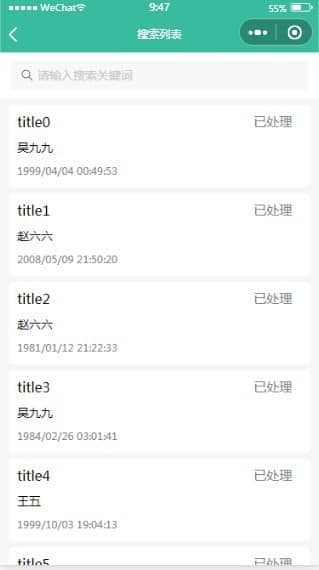 WeChat
9:47
55%
搜索列表
请输入搜索关键词
title0
已处理
吴九九
1999/04/04 00:49:53
title1
已处理
赵六六
2008/05/09 21:50:20
title2
已处理
赵六六
1981/01/12 21:22:33
title3
已处理
吴九九
1984/02/26 03:01:41
title4
已处理
王五
1999/10/03 19:04:13
title5
已处理